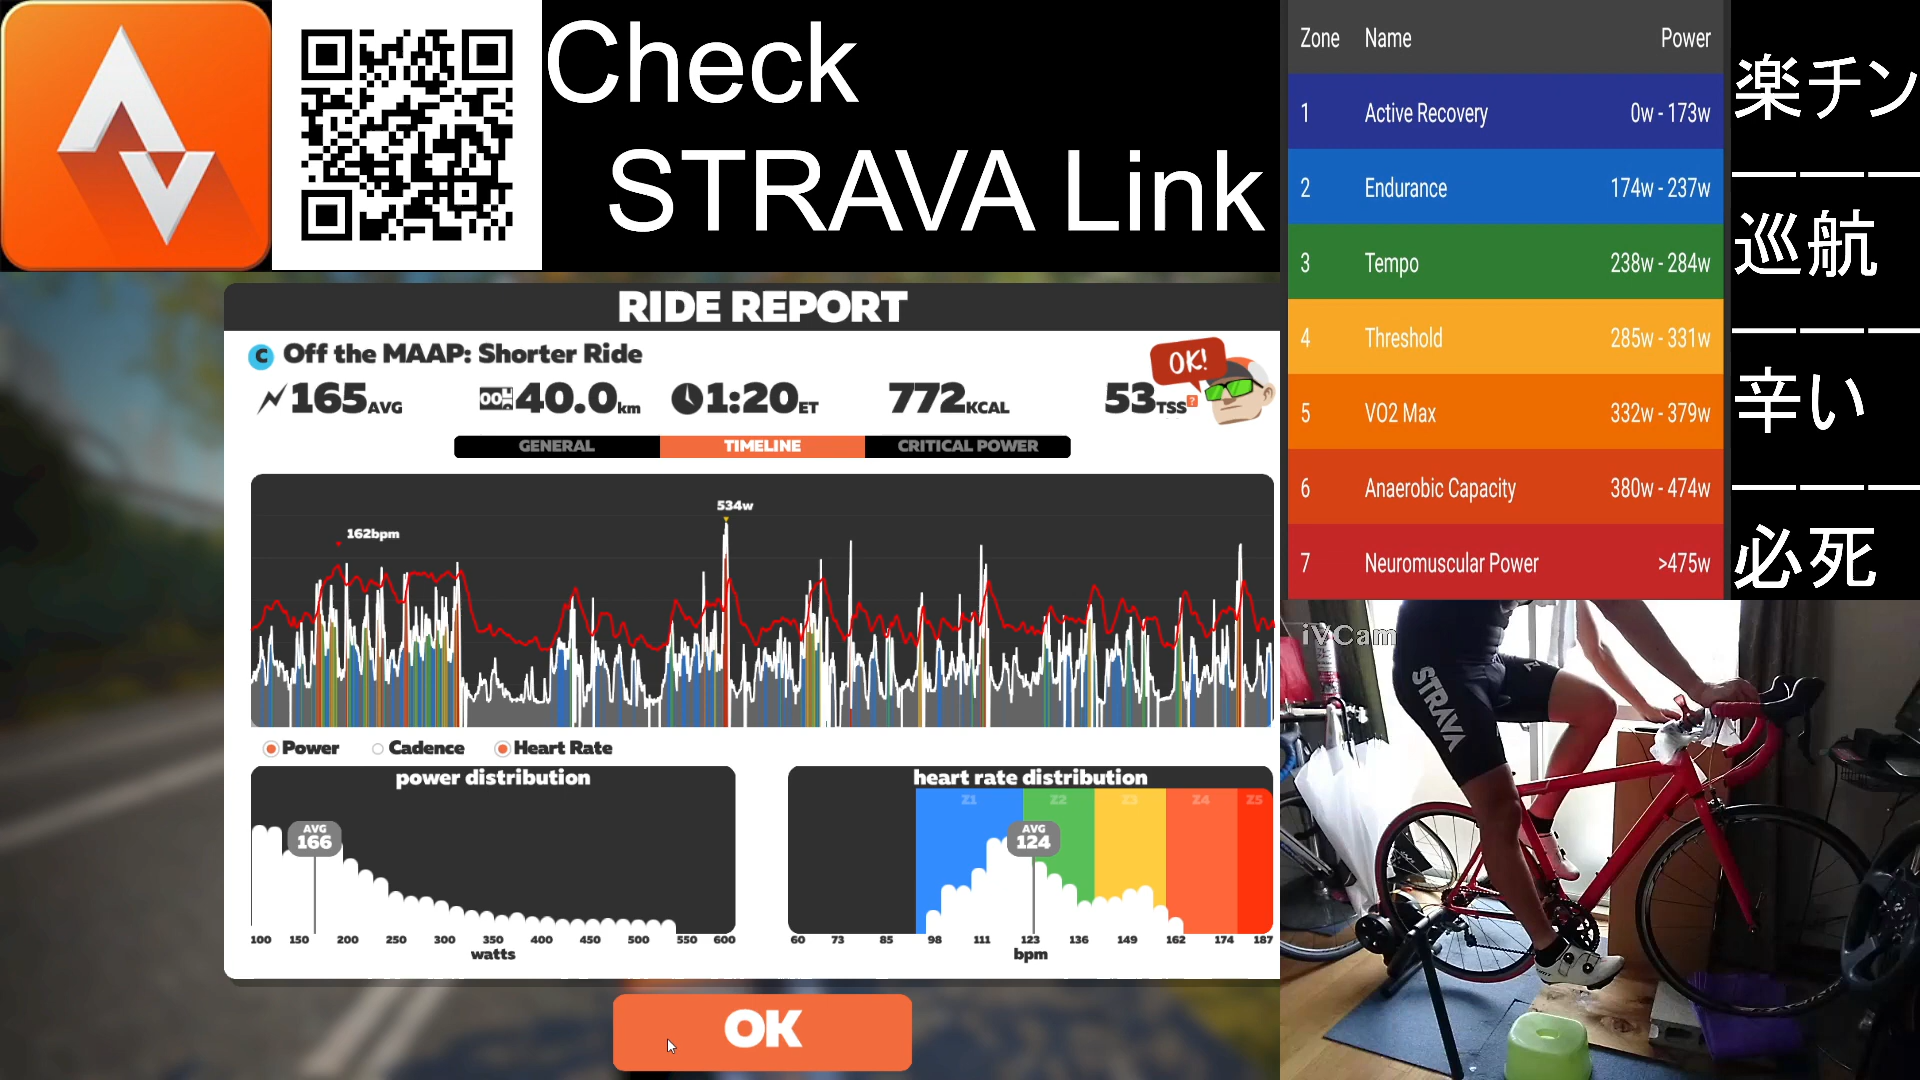 Check
STRAVA Link
RIDE REPORT
C Off the MAAP: Shorter Ride
165AVG 40.0km 1:20ET 772KCAL 53TSS?
OK!
GENERAL TIMELINE CRITICAL POWER
534w
162bpm
Power Cadence Heart Rate
power distribution
AVG
166
100 150 200 250 300 350 400 450 500 550 600
watts
heart rate distribution
Z1 Z2 Z3 Z4 Z5
AVG
124
60 73 85 98 111 123 136 149 162 174 187
bpm
OK
Zone Name Power
1 Active Recovery 0w - 173w
2 Endurance 174w - 237w
3 Tempo 238w - 284w
4 Threshold 285w - 331w
5 VO2 Max 332w - 379w
6 Anaerobic Capacity 380w - 474w
7 Neuromuscular Power >475w
楽チン
巡航
辛い
必死
iVCam
STRAVA